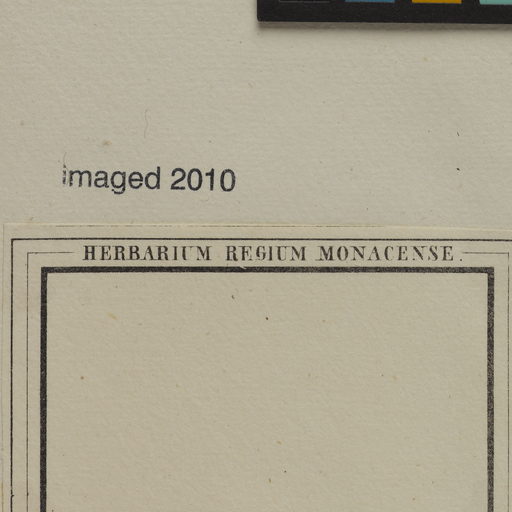 imaged 2010
HERBARIUM REGIUM MONACENSE.